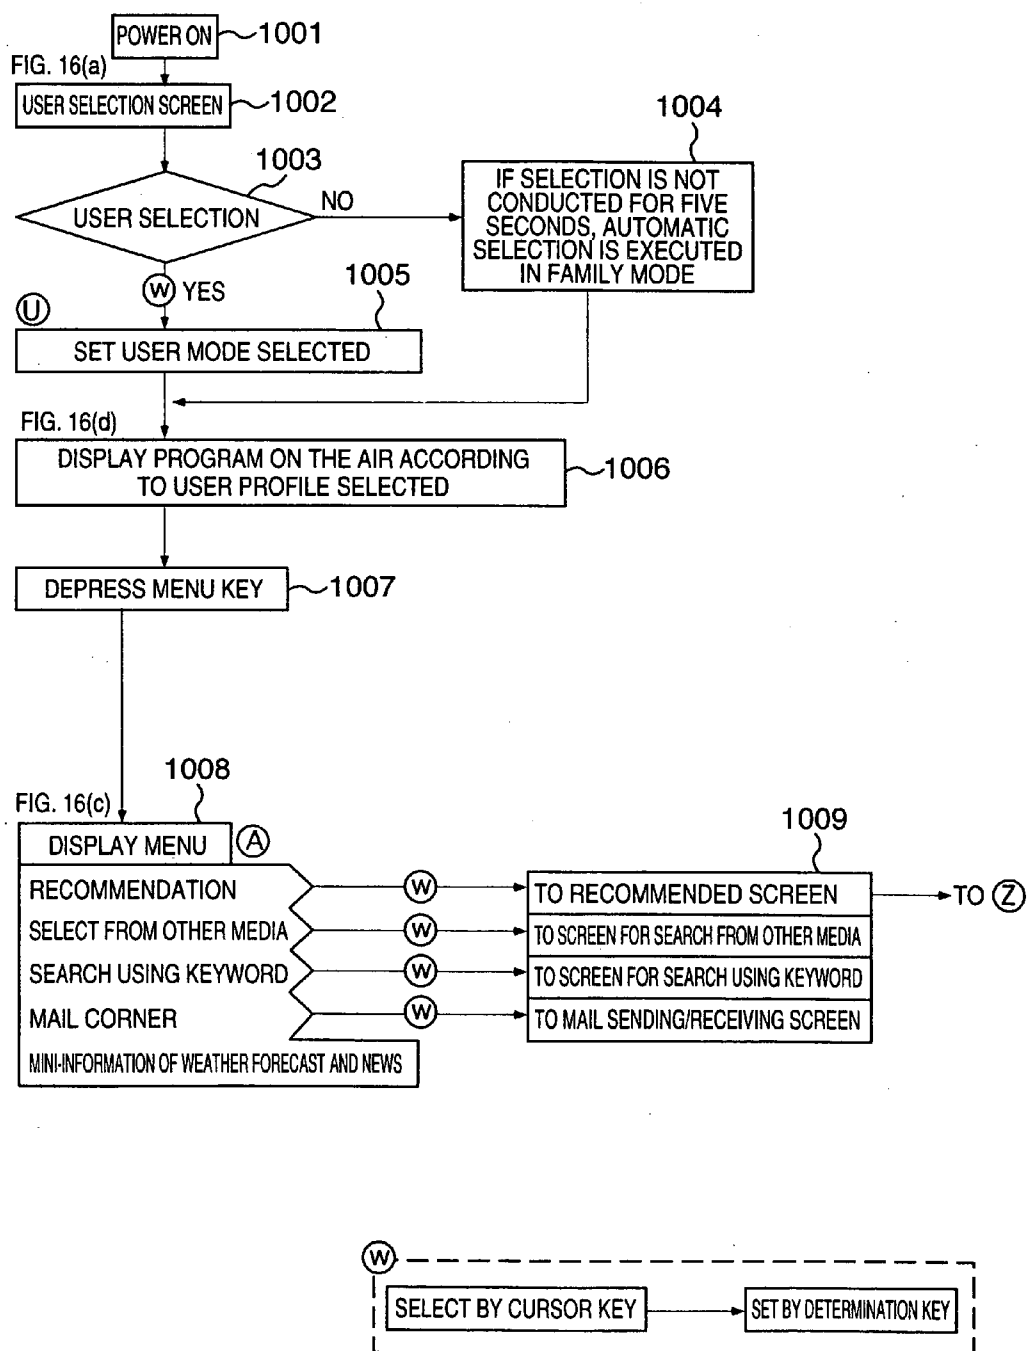 POWER ON
1001
FIG. 16(a)
USER SELECTION SCREEN
1002
1003
USER SELECTION
NO
1004
IF SELECTION IS NOT
CONDUCTED FOR FIVE
SECONDS, AUTOMATIC
SELECTION IS EXECUTED
IN FAMILY MODE
W YES
U
1005
SET USER MODE SELECTED
FIG. 16(d)
DISPLAY PROGRAM ON THE AIR ACCORDING
TO USER PROFILE SELECTED
1006
DEPRESS MENU KEY
1007
1008
FIG. 16(c)
DISPLAY MENU
A
1009
RECOMMENDATION
W
TO RECOMMENDED SCREEN
TO Z
SELECT FROM OTHER MEDIA
W
TO SCREEN FOR SEARCH FROM OTHER MEDIA
SEARCH USING KEYWORD
W
TO SCREEN FOR SEARCH USING KEYWORD
MAIL CORNER
W
TO MAIL SENDING/RECEIVING SCREEN
MINI-INFORMATION OF WEATHER FORECAST AND NEWS
W
SELECT BY CURSOR KEY
SET BY DETERMINATION KEY